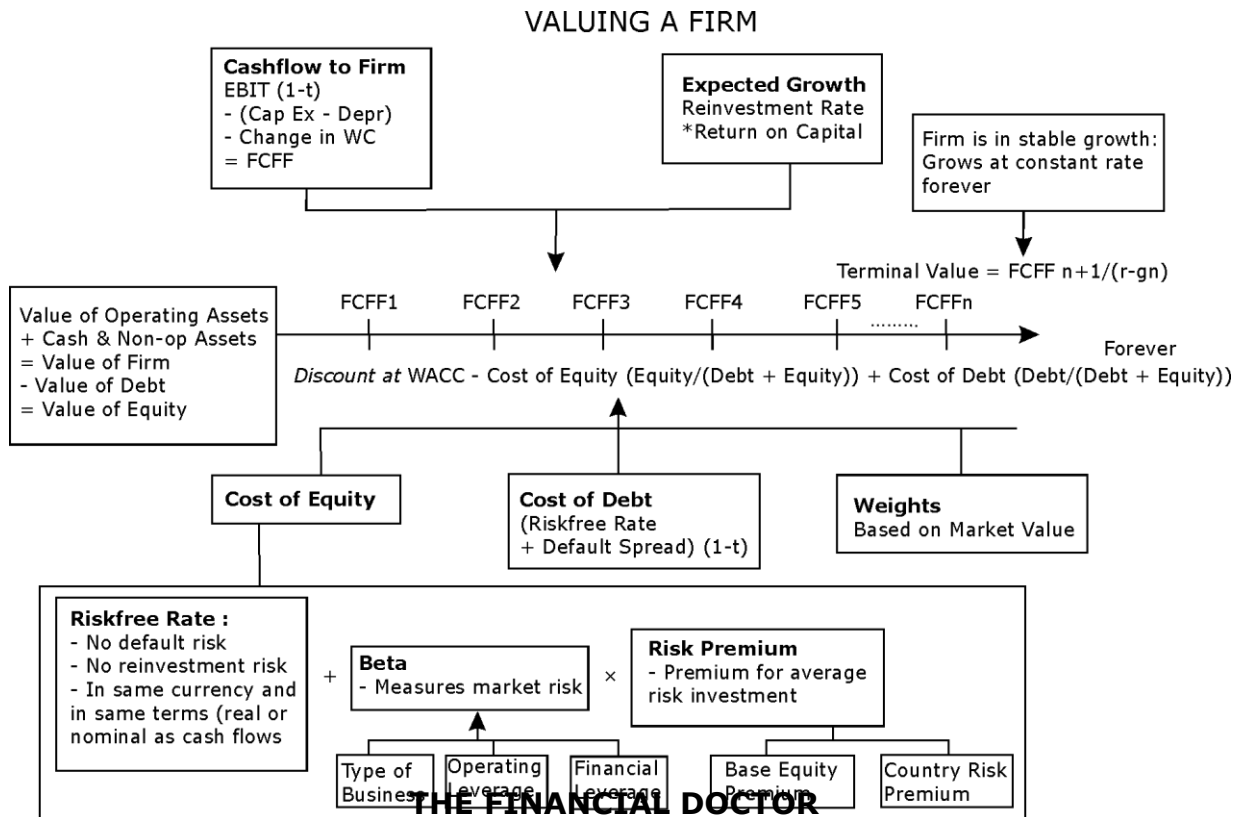 VALUING A FIRM
Cashflow to Firm
EBIT (1-t)
- (Cap Ex - Depr)
- Change in WC
= FCFF
Expected Growth
Reinvestment Rate
*Return on Capital
Firm is in stable growth:
Grows at constant rate
forever
Terminal Value = FCFF n+1/(r-gn)
FCFF1
FCFF2
FCFF3
FCFF4
FCFF5
.........
FCFFn
Value of Operating Assets
+ Cash & Non-op Assets
= Value of Firm
- Value of Debt
= Value of Equity
Forever
Discount at WACC - Cost of Equity (Equity/(Debt + Equity)) + Cost of Debt (Debt/(Debt + Equity))
Cost of Equity
Cost of Debt
(Riskfree Rate
+ Default Spread) (1-t)
Weights
Based on Market Value
Riskfree Rate :
- No default risk
- No reinvestment risk
- In same currency and
in same terms (real or
nominal as cash flows
+
Beta
- Measures market risk
×
Risk Premium
- Premium for average
risk investment
Type of
Business
Operating
Leverage
Financial
Leverage
Base Equity
Premium
Country Risk
Premium
THE FINANCIAL DOCTOR